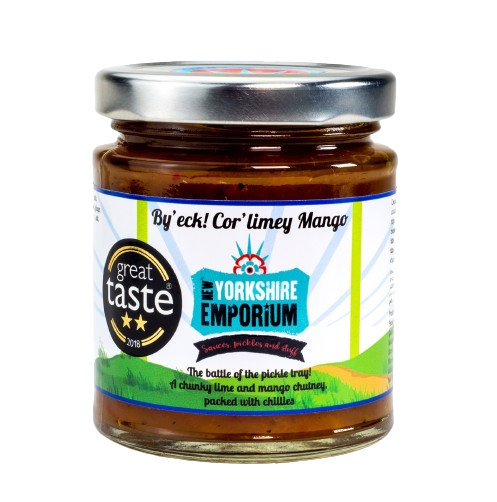 By'eck! Cor'limey Mango
great
taste®
2018
NEW YORKSHIRE
EMPORIUM
Sauces, pickles and stuff
The battle of the pickle tray!
A chunky lime and mango chutney,
packed with chillies